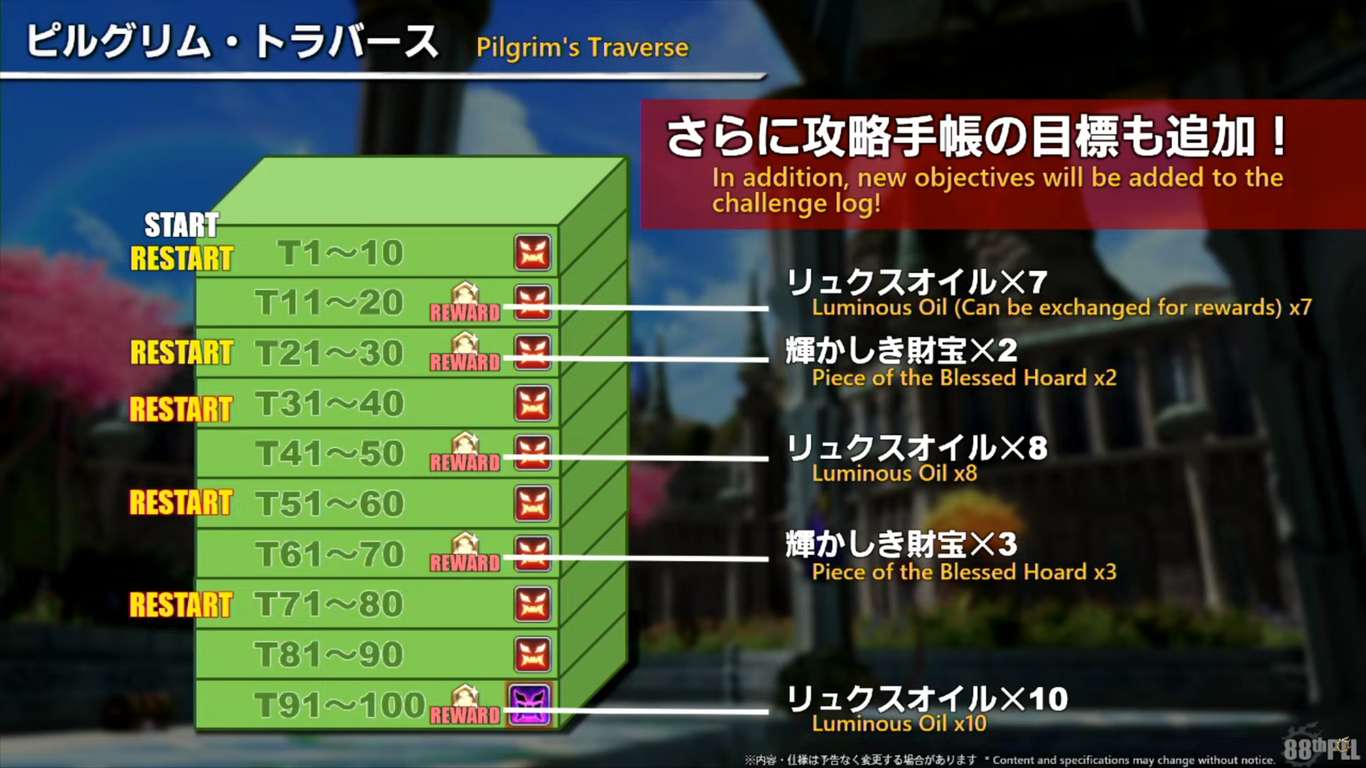 ピルグリム・トラバース Pilgrim's Traverse
さらに攻略手帳の目標も追加！
In addition, new objectives will be added to the
challenge log!
START
RESTART T1～10
T11～20 REWARD
リュクスオイル×7
Luminous Oil (Can be exchanged for rewards) x7
RESTART T21～30 REWARD
輝かしき財宝×2
Piece of the Blessed Hoard x2
RESTART T31～40
T41～50 REWARD
リュクスオイル×8
Luminous Oil x8
RESTART T51～60
T61～70 REWARD
輝かしき財宝×3
Piece of the Blessed Hoard x3
RESTART T71～80
T81～90
T91～100 REWARD
リュクスオイル×10
Luminous Oil x10
※内容・仕様は予告なく変更する場合があります * Content and specifications may change without notice.
88thPLL